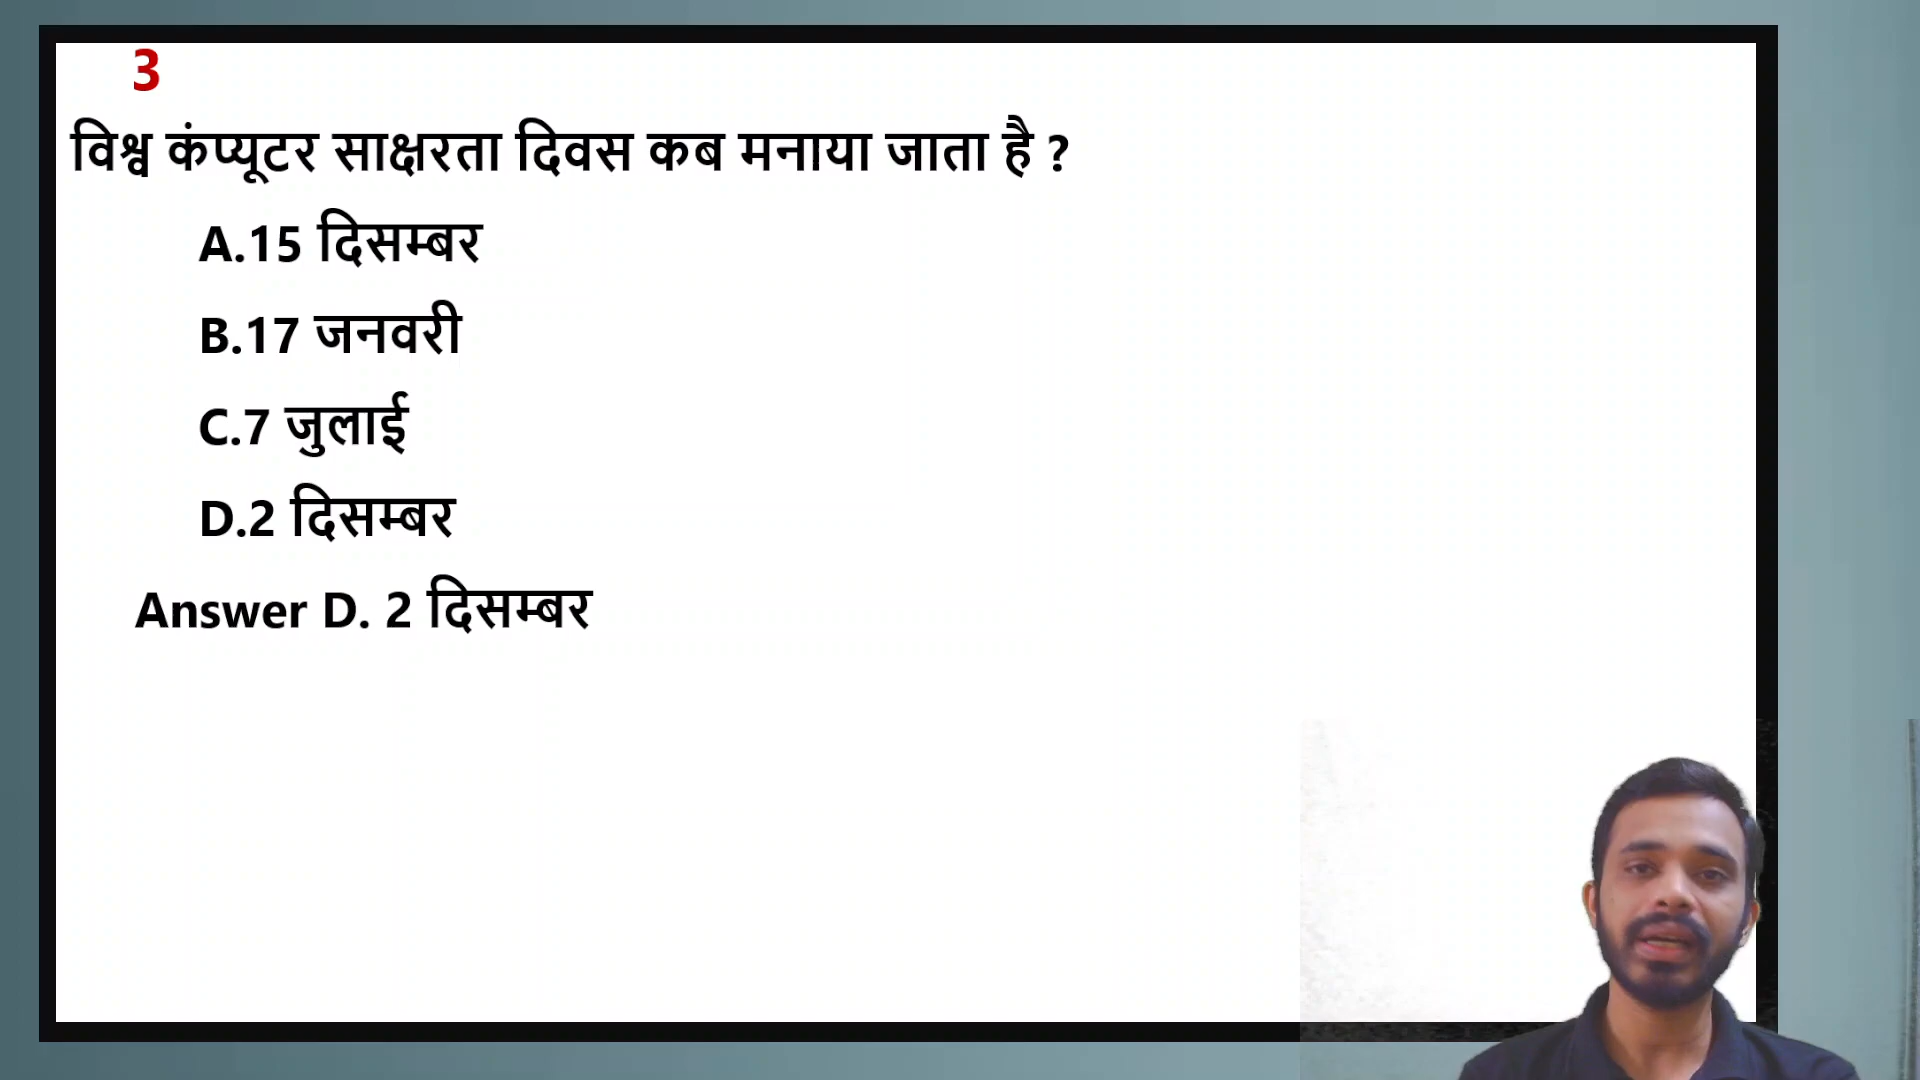 3
विश्व कंप्यूटर साक्षरता दिवस कब मनाया जाता है ?
A.15 दिसम्बर
B.17 जनवरी
C.7 जुलाई
D.2 दिसम्बर
Answer D. 2 दिसम्बर